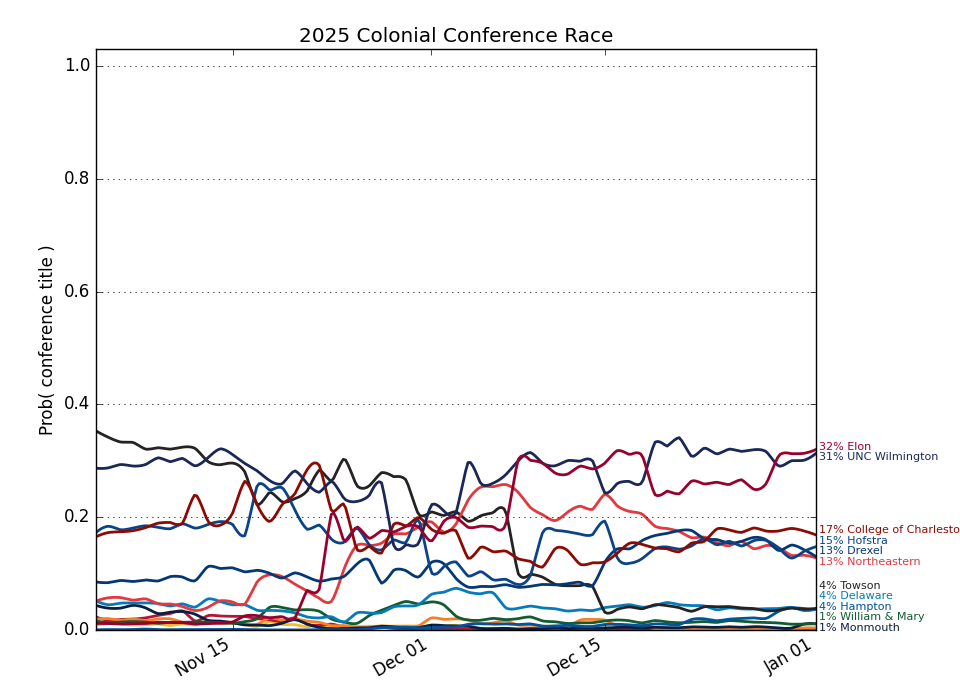 2025 Colonial Conference Race
1.0
0.8
0.6
0.4
0.2
0.0
Prob( conference title )
Nov 15
Dec 01
Dec 15
Jan 01
32% Elon
31% UNC Wilmington
17% College of Charlesto
15% Hofstra
13% Drexel
13% Northeastern
4% Towson
4% Delaware
4% Hampton
1% William & Mary
1% Monmouth